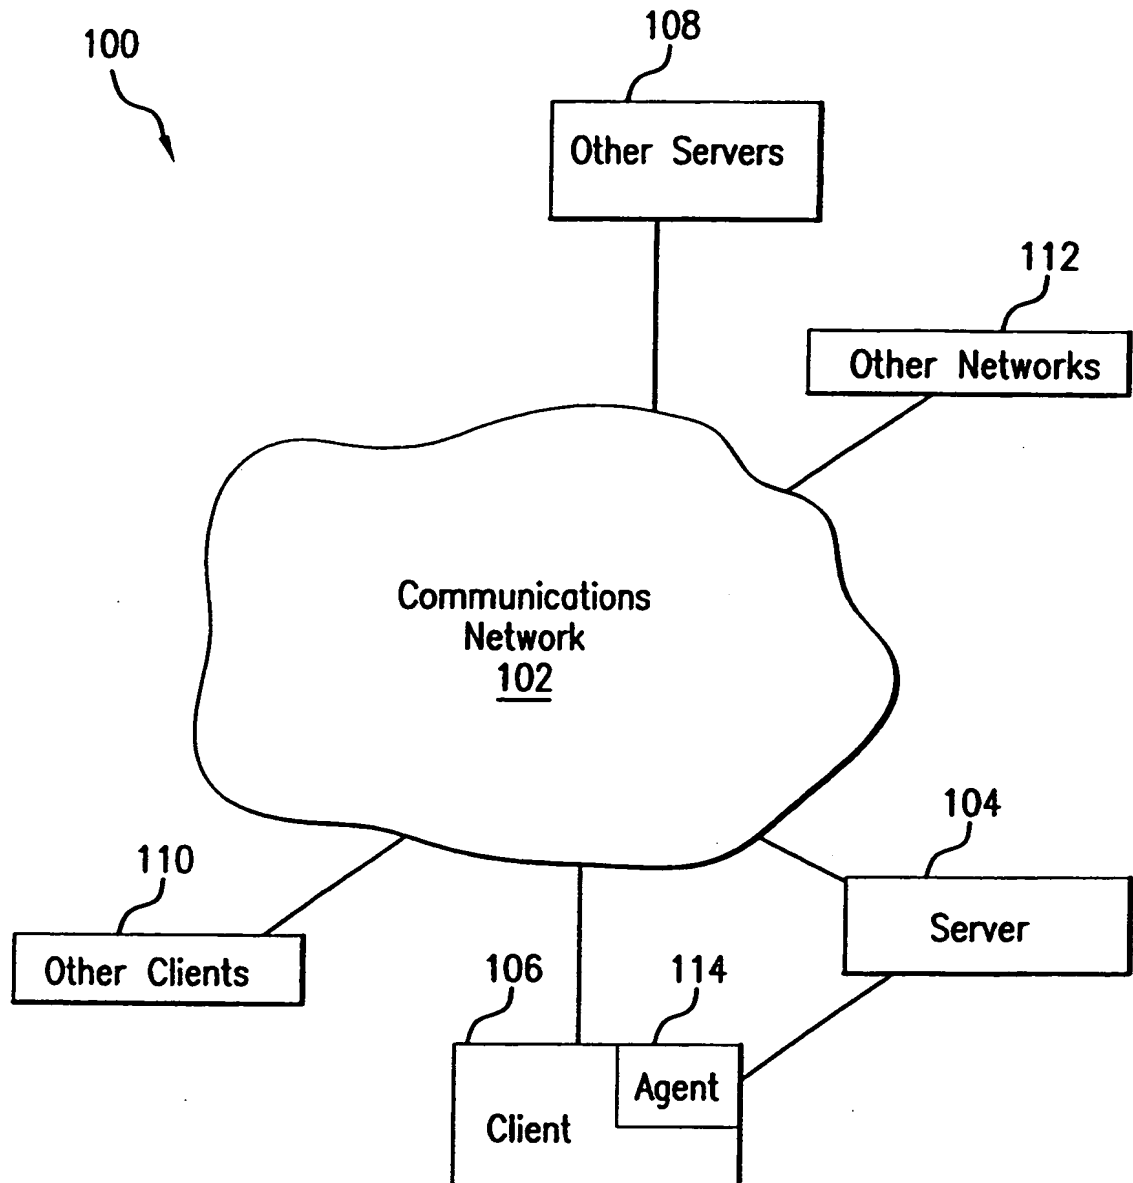 100
108
Other Servers
112
Other Networks
Communications
Network
102
104
Server
110
Other Clients
106
114
Agent
Client